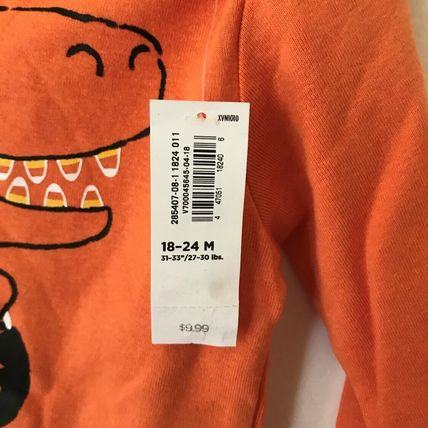 XVNI010
285407-08-1 1824 011
V700045645-04-18
4 47051 18240 6
18-24 M
31-33"/27-30 lbs.
$9.99